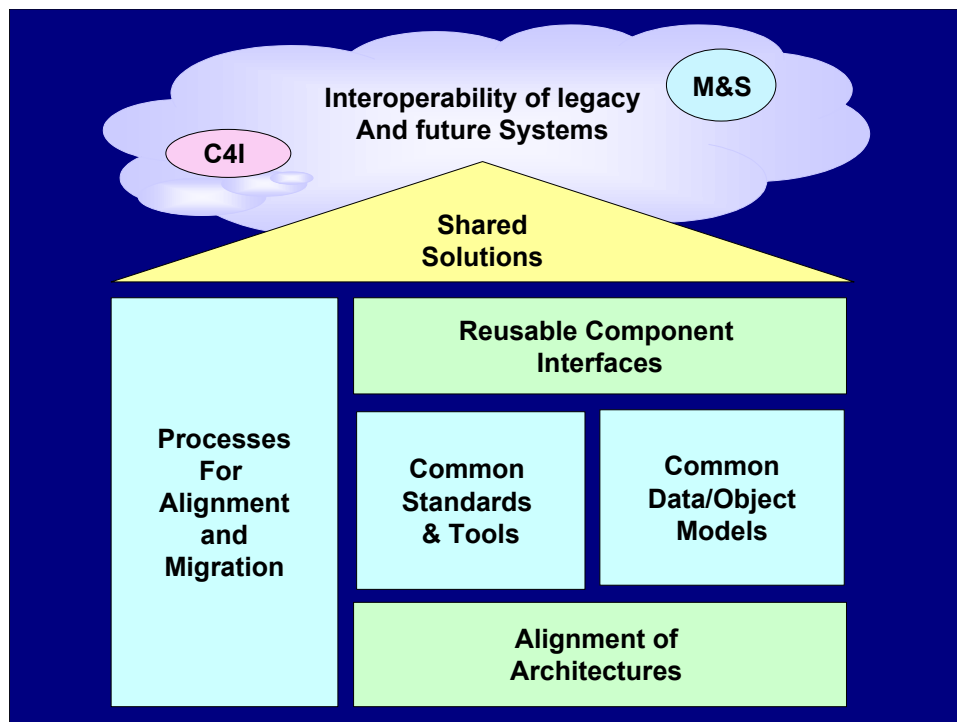 M&S
Interoperability of legacy
And future Systems
C4I
Shared
Solutions
Reusable Component
Interfaces
Processes
For
Alignment
and
Migration
Common
Standards
& Tools
Common
Data/Object
Models
Alignment of
Architectures